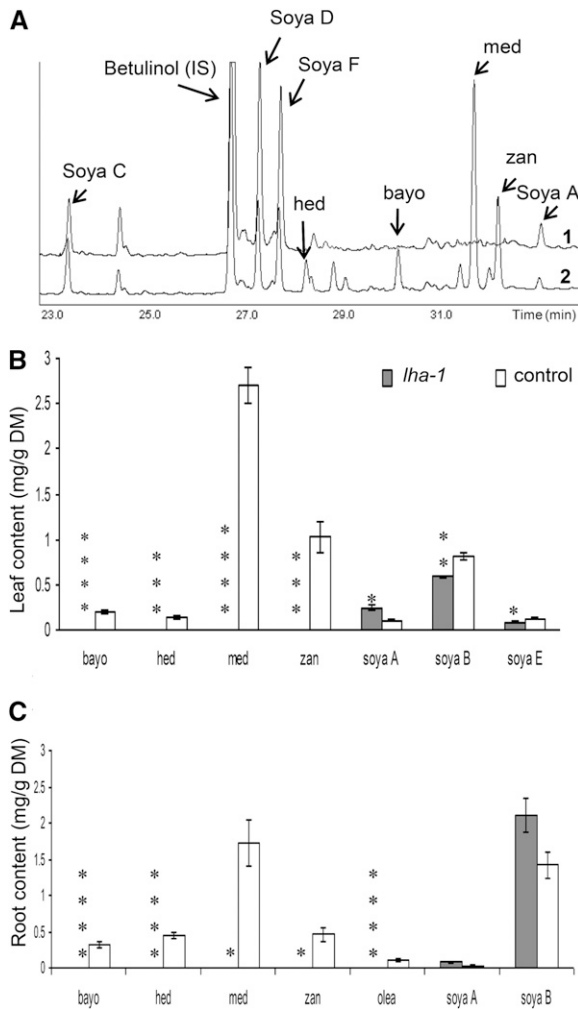 A
Soya D
med
Betulinol (IS)
Soya F
zan
Soya C
hed
bayo
Soya A
1
2
23.0 25.0 27.0 29.0 31.0 Time (min)
B
lha-1 control
Leaf content (mg/g DM)
3
2.5
2
1.5
1
0.5
0
* * * *
* * *
* * * *
* * *
*
* *
*
bayo hed med zan soya A soya B soya E
C
Root content (mg/g DM)
3
2.5
2
1.5
1
0.5
0
* * * *
* * * *
*
*
* * * *
bayo hed med zan olea soya A soya B